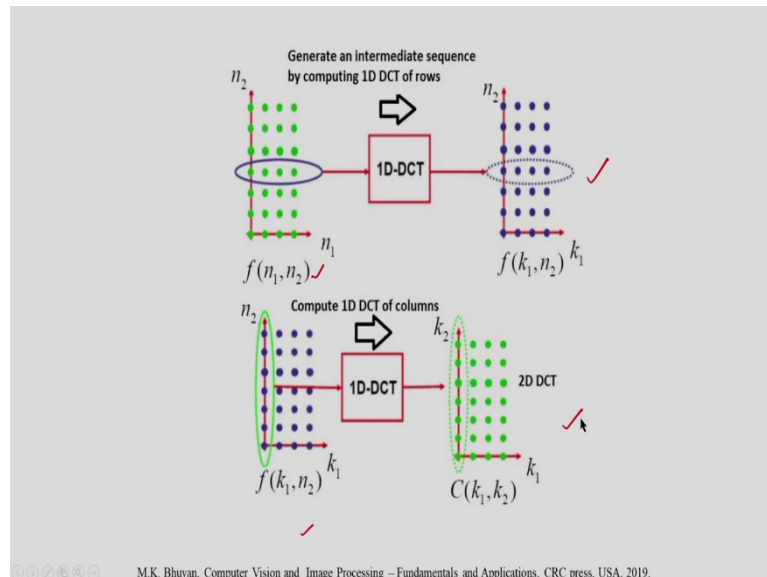 Generate an intermediate sequence
by computing 1D DCT of rows
n₂
n₂
1D-DCT
n₁
k₁
f(n₁,n₂)
f(k₁,n₂)
Compute 1D DCT of columns
n₂
k₂
1D-DCT
2D DCT
k₁
k₁
f(k₁,n₂)
C(k₁,k₂)
M.K. Bhuyan, Computer Vision and Image Processing – Fundamentals and Applications, CRC press, USA, 2019.